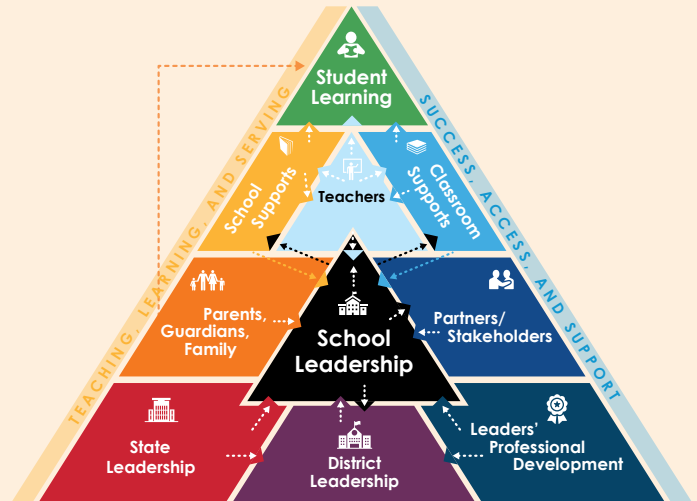 Student
Learning
TEACHING, LEARNING, AND SERVING
SUCCESS, ACCESS, AND SUPPORT
School
Supports
Teachers
Classroom
Supports
Parents,
Guardians,
Family
School
Leadership
Partners/
Stakeholders
State
Leadership
District
Leadership
Leaders’
Professional
Development